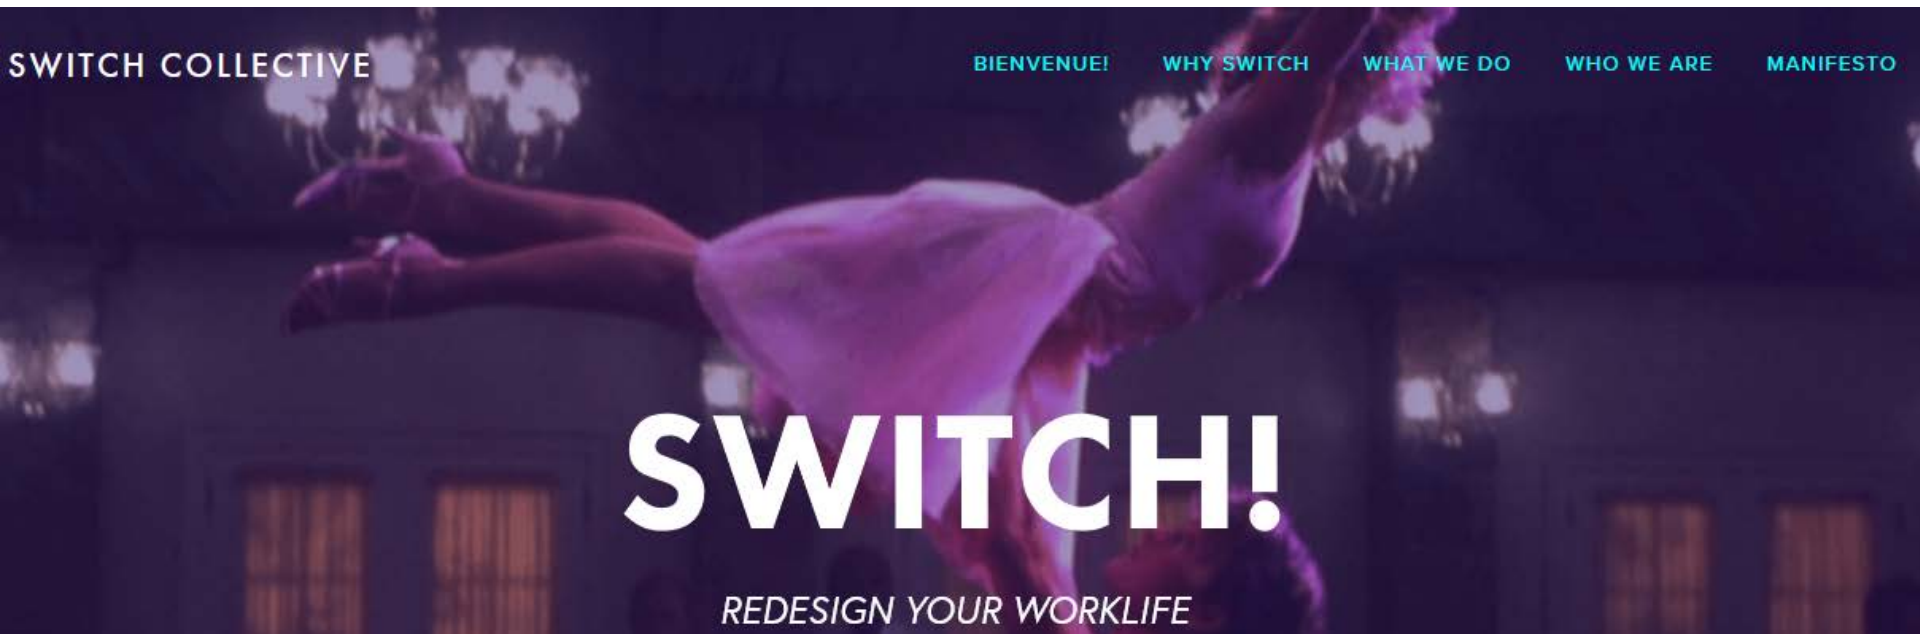 SWITCH COLLECTIVE
BIENVENUE! WHY SWITCH WHAT WE DO WHO WE ARE MANIFESTO
SWITCH!
REDESIGN YOUR WORKLIFE